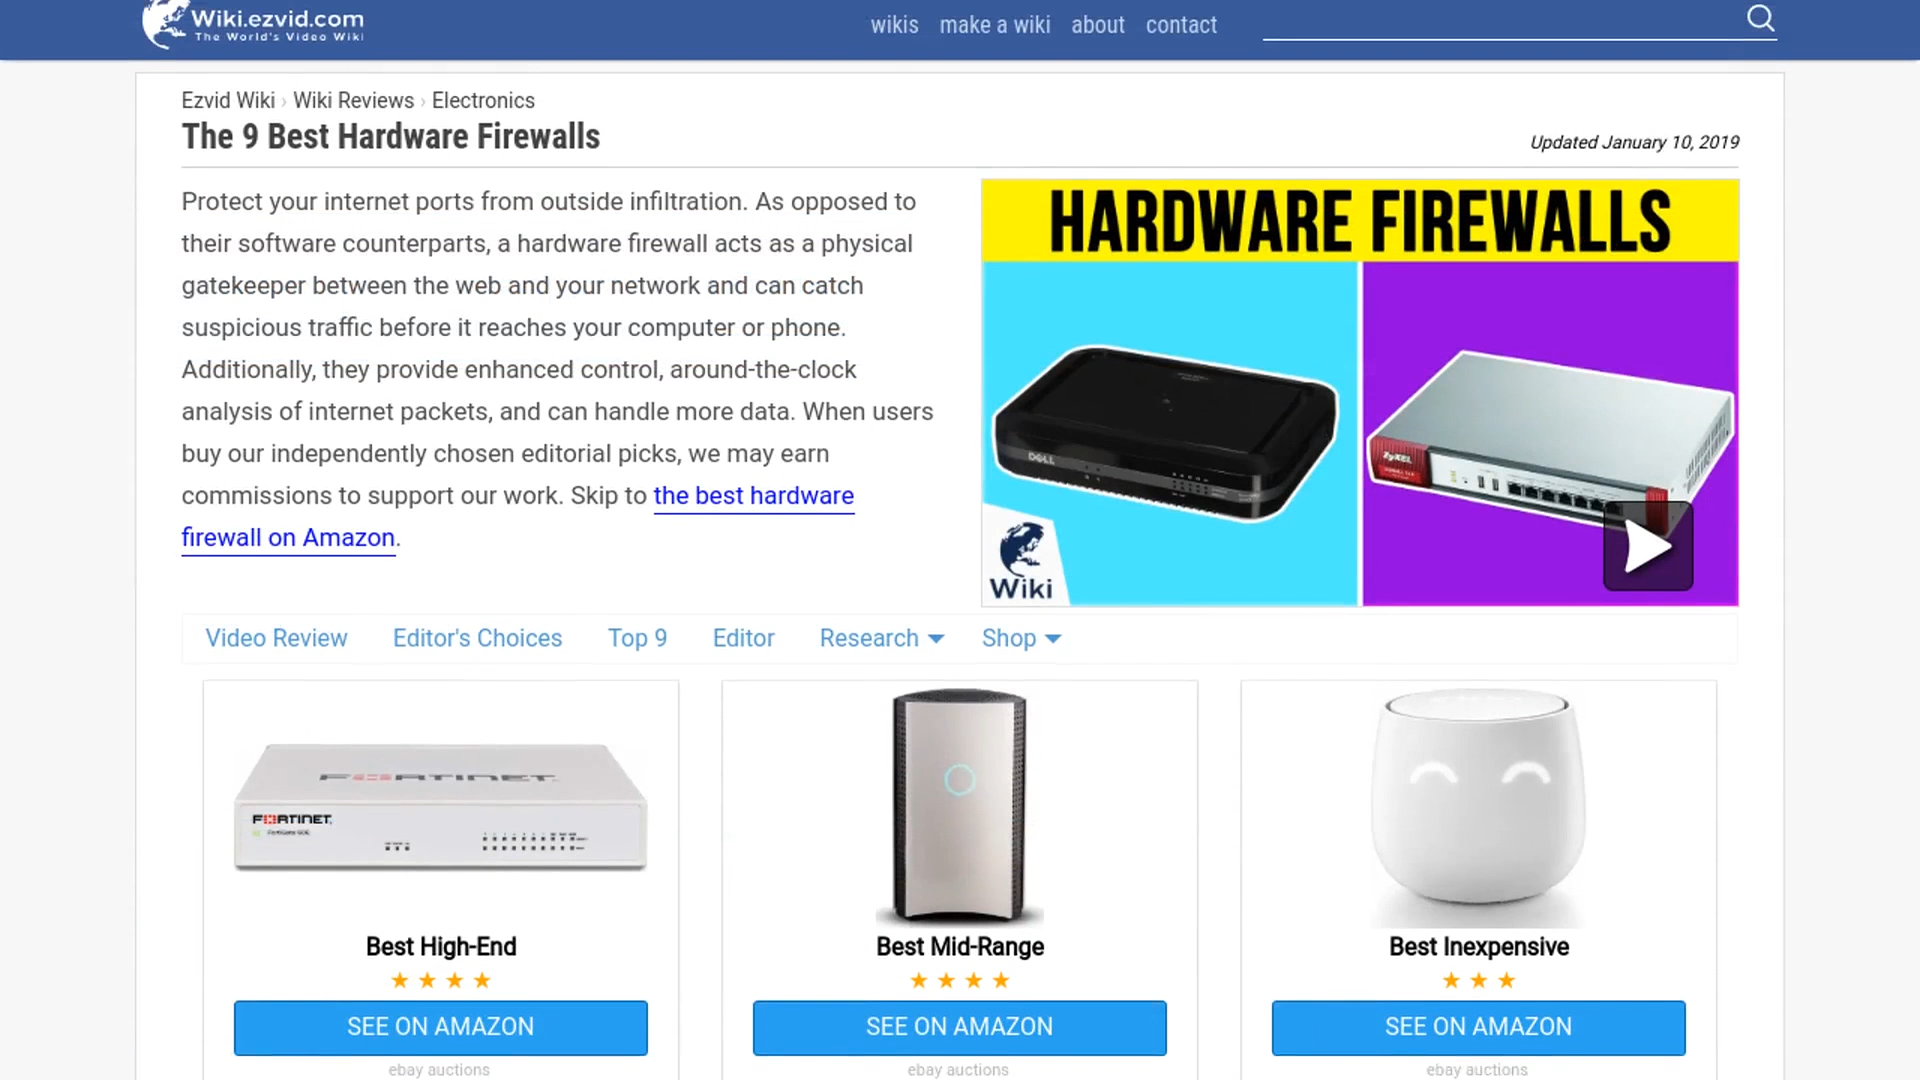 Wiki.ezvid.com
The World's Video Wiki
wikis make a wiki about contact
Ezvid Wiki › Wiki Reviews › Electronics
The 9 Best Hardware Firewalls
Updated January 10, 2019
Protect your internet ports from outside infiltration. As opposed to
their software counterparts, a hardware firewall acts as a physical
gatekeeper between the web and your network and can catch
suspicious traffic before it reaches your computer or phone.
Additionally, they provide enhanced control, around-the-clock
analysis of internet packets, and can handle more data. When users
buy our independently chosen editorial picks, we may earn
commissions to support our work. Skip to the best hardware
firewall on Amazon.
HARDWARE FIREWALLS
DELL
ZyXEL
Wiki
Video Review Editor's Choices Top 9 Editor Research Shop
FORTINET
FORTINET
Best High-End
SEE ON AMAZON
ebay auctions
Best Mid-Range
SEE ON AMAZON
ebay auctions
Best Inexpensive
SEE ON AMAZON
ebay auctions